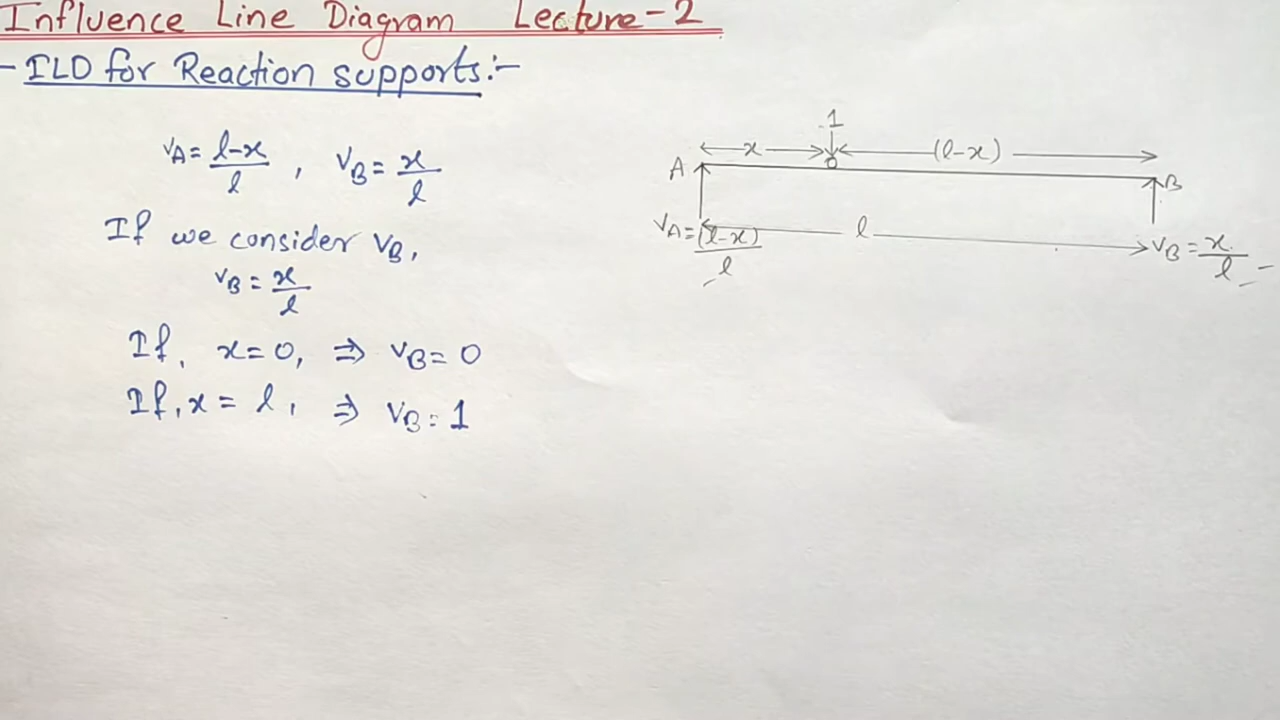 Influence Line Diagram Lecture-2
- ILD for Reaction supports:-
VA = (l-x)/l , VB = x/l
If we consider VB,
VB = x/l
If, x=0, ⇒ VB = 0
If, x = l, ⇒ VB = 1
1
x (l-x)
A B
VA = (l-x)/l l VB = x/l